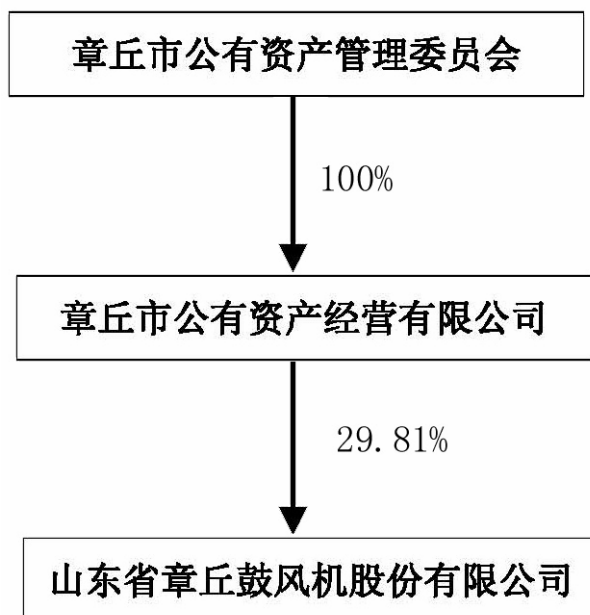 章丘市公有资产管理委员会
100%
章丘市公有资产经营有限公司
29.81%
山东省章丘鼓风机股份有限公司